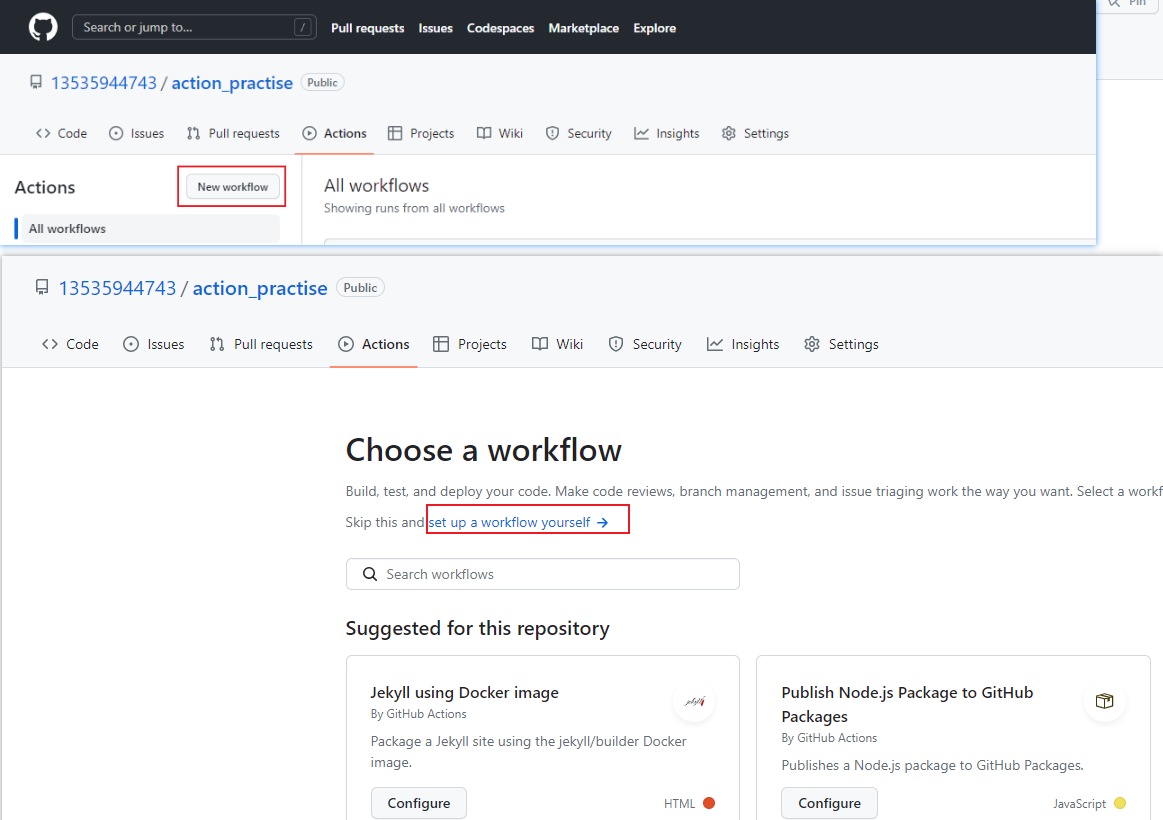 Search or jump to... / Pull requests Issues Codespaces Marketplace Explore
Pin
13535944743 / action_practise Public
Code Issues Pull requests Actions Projects Wiki Security Insights Settings
Actions New workflow
All workflows
All workflows
Showing runs from all workflows
13535944743 / action_practise Public
Code Issues Pull requests Actions Projects Wiki Security Insights Settings
Choose a workflow
Build, test, and deploy your code. Make code reviews, branch management, and issue triaging work the way you want. Select a workf
Skip this and set up a workflow yourself →
Search workflows
Suggested for this repository
Jekyll using Docker image
By GitHub Actions
Package a Jekyll site using the jekyll/builder Docker
image.
Configure HTML
Publish Node.js Package to GitHub
Packages
By GitHub Actions
Publishes a Node.js package to GitHub Packages.
Configure JavaScript